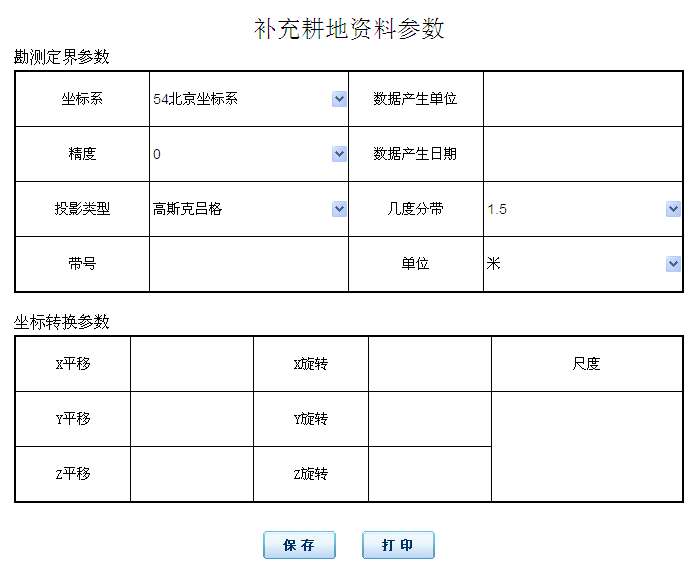 补充耕地资料参数
勘测定界参数
坐标系 54北京坐标系 数据产生单位
精度 0 数据产生日期
投影类型 高斯克吕格 几度分带 1.5
带号 单位 米
坐标转换参数
X平移 X旋转 尺度
Y平移 Y旋转
Z平移 Z旋转
保存 打印